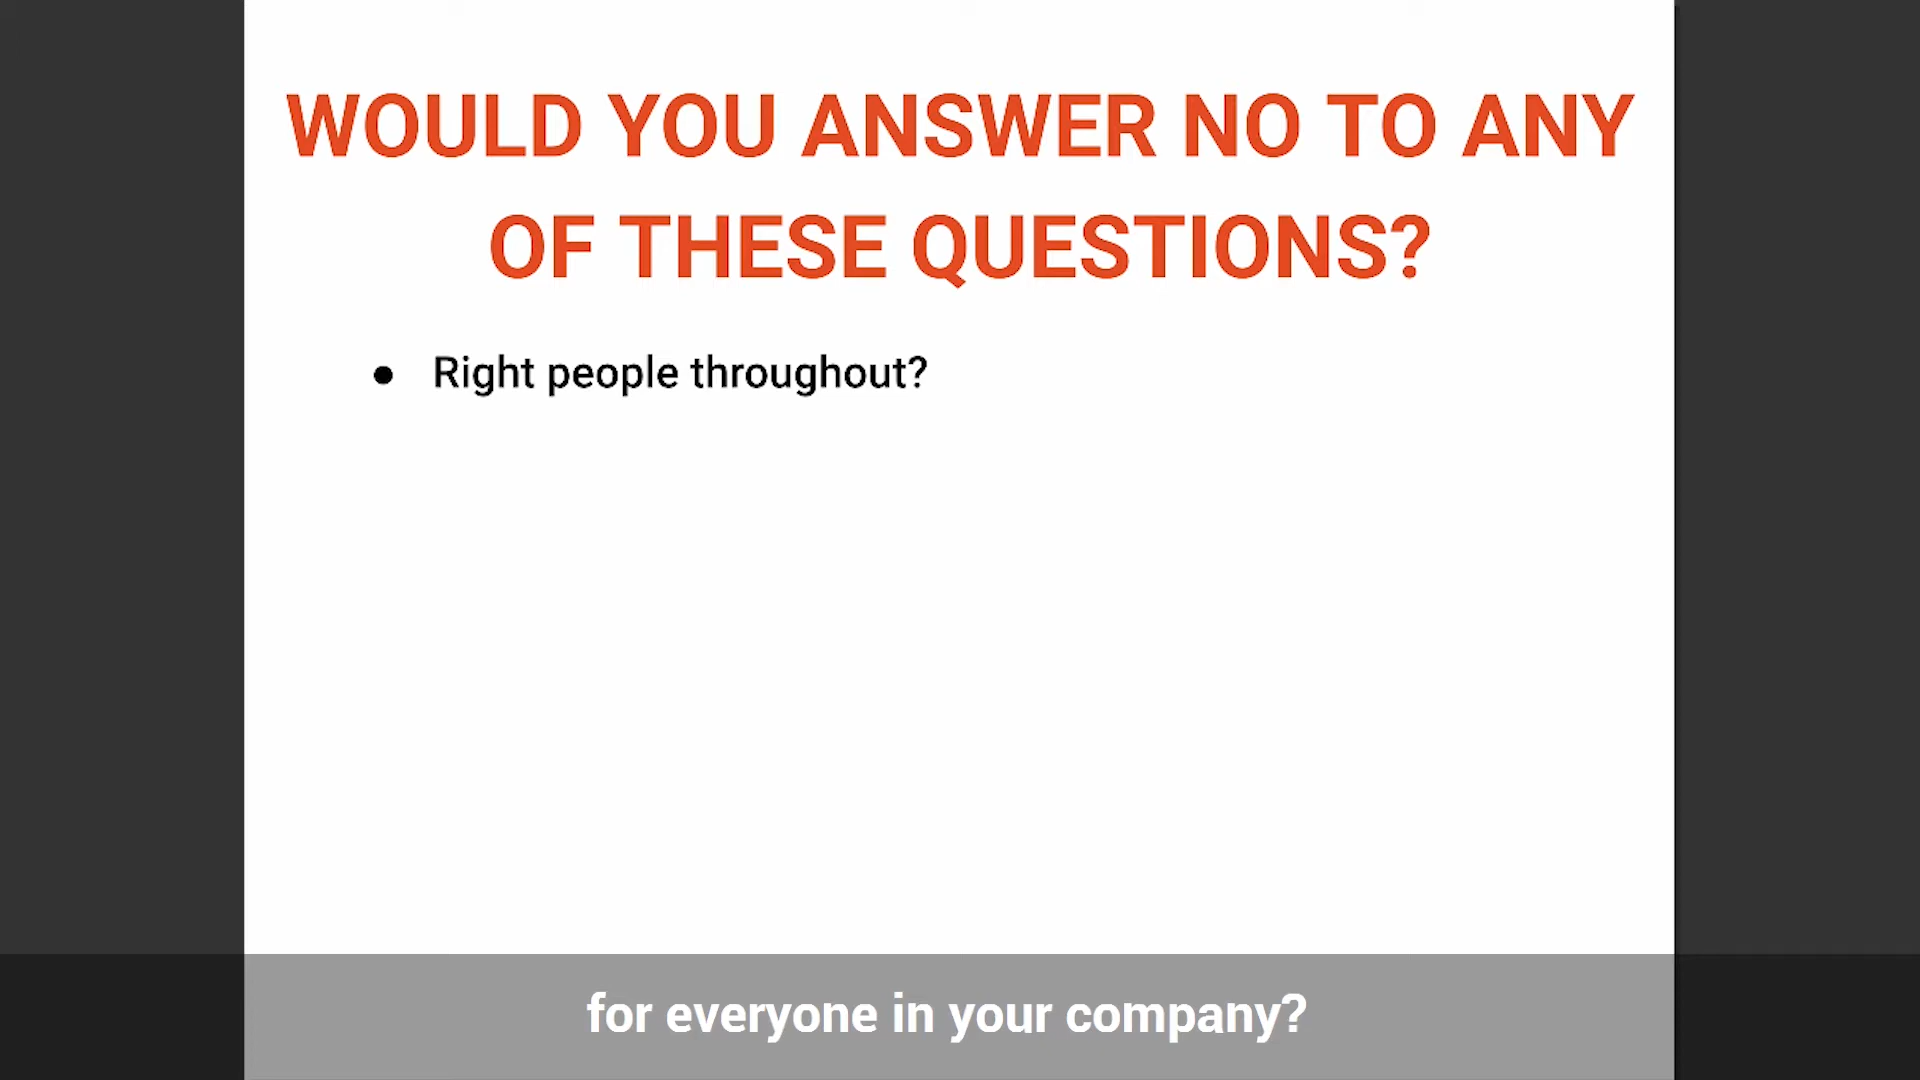 WOULD YOU ANSWER NO TO ANY
OF THESE QUESTIONS?
● Right people throughout?
for everyone in your company?